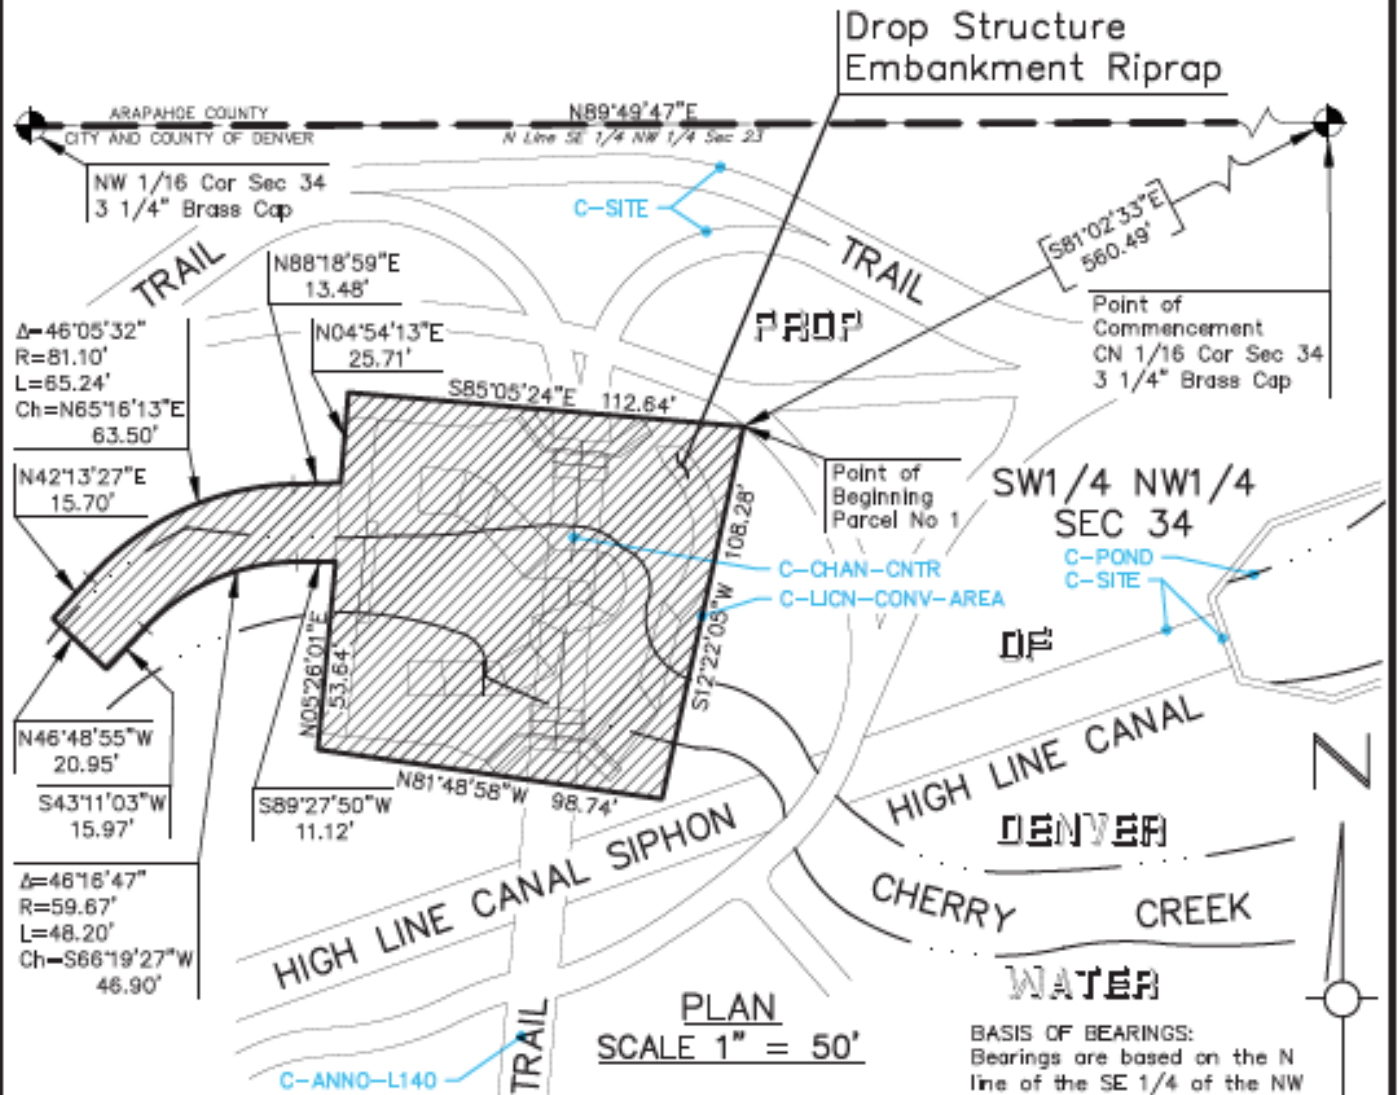 Drop Structure
Embankment Riprap
ARAPAHOE COUNTY
CITY AND COUNTY OF DENVER
N89°49'47"E
N Line SE 1/4 NW 1/4 Sec 23
NW 1/16 Cor Sec 34
3 1/4" Brass Cap
C-SITE
TRAIL
TRAIL
[S81°02'33"E
560.49']
N88°18'59"E
13.48'
N04°54'13"E
25.71'
Δ=46°05'32"
R=81.10'
L=65.24'
Ch=N65°16'13"E
63.50'
PROP
Point of
Commencement
CN 1/16 Cor Sec 34
3 1/4" Brass Cap
S85°05'24"E 112.64'
N42°13'27"E
15.70'
Point of
Beginning
Parcel No 1
SW1/4 NW1/4
SEC 34
C-POND
C-SITE
108.28'
S12°22'05"W
C-CHAN-CNTR
C-LICN-CONV-AREA
OF
N05°26'01"E
53.64'
N46°48'55"W
20.95'
S43°11'03"W
15.97'
S89°27'50"W
11.12'
N81°48'58"W 98.74'
HIGH LINE CANAL
HIGH LINE CANAL SIPHON
DENVER
CHERRY CREEK
N
Δ=46°16'47"
R=59.67'
L=48.20'
Ch=S66°19'27"W
46.90'
WATER
PLAN
SCALE 1" = 50'
TRAIL
C-ANNO-L140
BASIS OF BEARINGS:
Bearings are based on the N
line of the SE 1/4 of the NW